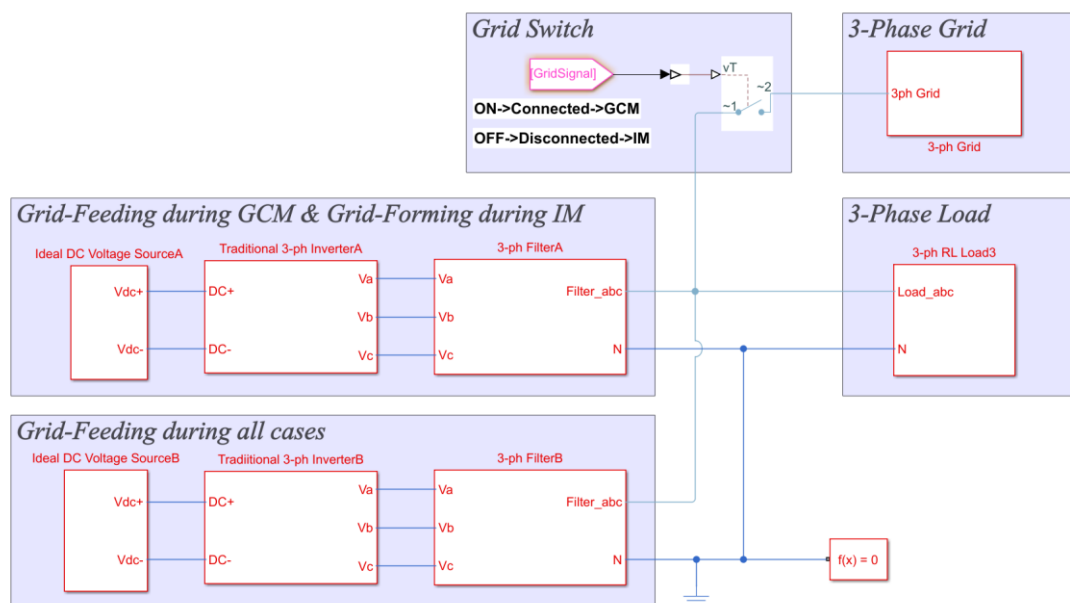 Grid Switch
[GridSignal]
vT
~2
~1
ON->Connected->GCM
OFF->Disconnected->IM
3-Phase Grid
3ph Grid
3-ph Grid
Grid-Feeding during GCM & Grid-Forming during IM
Ideal DC Voltage SourceA
Vdc+
Vdc-
Traditional 3-ph InverterA
DC+
DC-
Va
Vb
Vc
3-ph FilterA
Va
Vb
Vc
Filter_abc
N
3-Phase Load
3-ph RL Load3
Load_abc
N
Grid-Feeding during all cases
Ideal DC Voltage SourceB
Vdc+
Vdc-
Tradiitional 3-ph InverterB
DC+
DC-
Va
Vb
Vc
3-ph FilterB
Va
Vb
Vc
Filter_abc
N
f(x) = 0